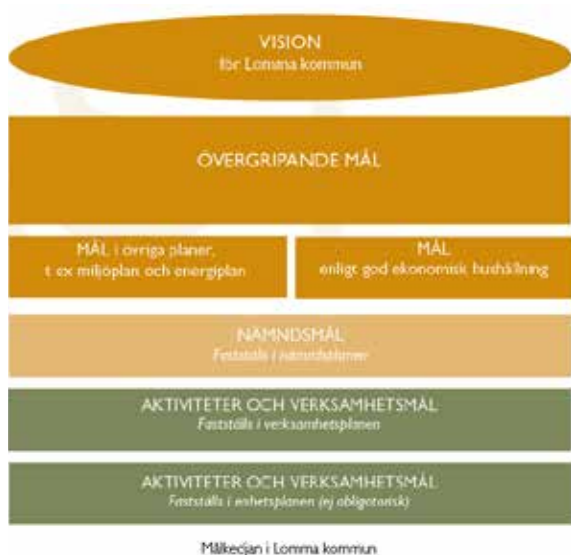 VISION
för Lomma kommun
ÖVERGRIPANDE MÅL
MÅL i övriga planer,
t ex miljöplan och energiplan
MÅL
enligt god ekonomisk hushållning
NÄMNDSMÅL
Fastställs i nämndsplaner
AKTIVITETER OCH VERKSAMHETSMÅL
Fastställs i verksamhetsplanen
AKTIVITETER OCH VERKSAMHETSMÅL
Fastställs i enhetsplanen (ej obligatorisk)
Målkedjan i Lomma kommun